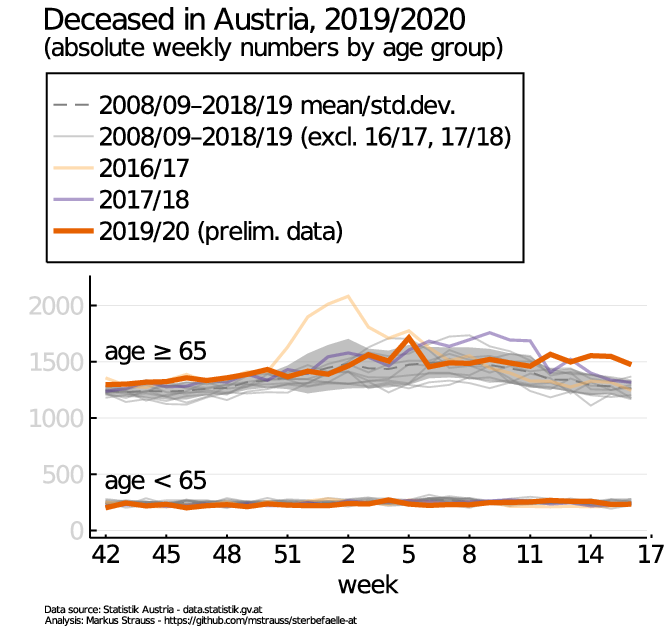 Deceased in Austria, 2019/2020
(absolute weekly numbers by age group)
2008/09–2018/19 mean/std.dev.
2008/09–2018/19 (excl. 16/17, 17/18)
2016/17
2017/18
2019/20 (prelim. data)
2000
age ≥ 65
1500
1000
age < 65
500
0
42 45 48 51 2 5 8 11 14 17
week
Data source: Statistik Austria - data.statistik.gv.at
Analysis: Markus Strauss - https://github.com/mstrauss/sterbefaelle-at